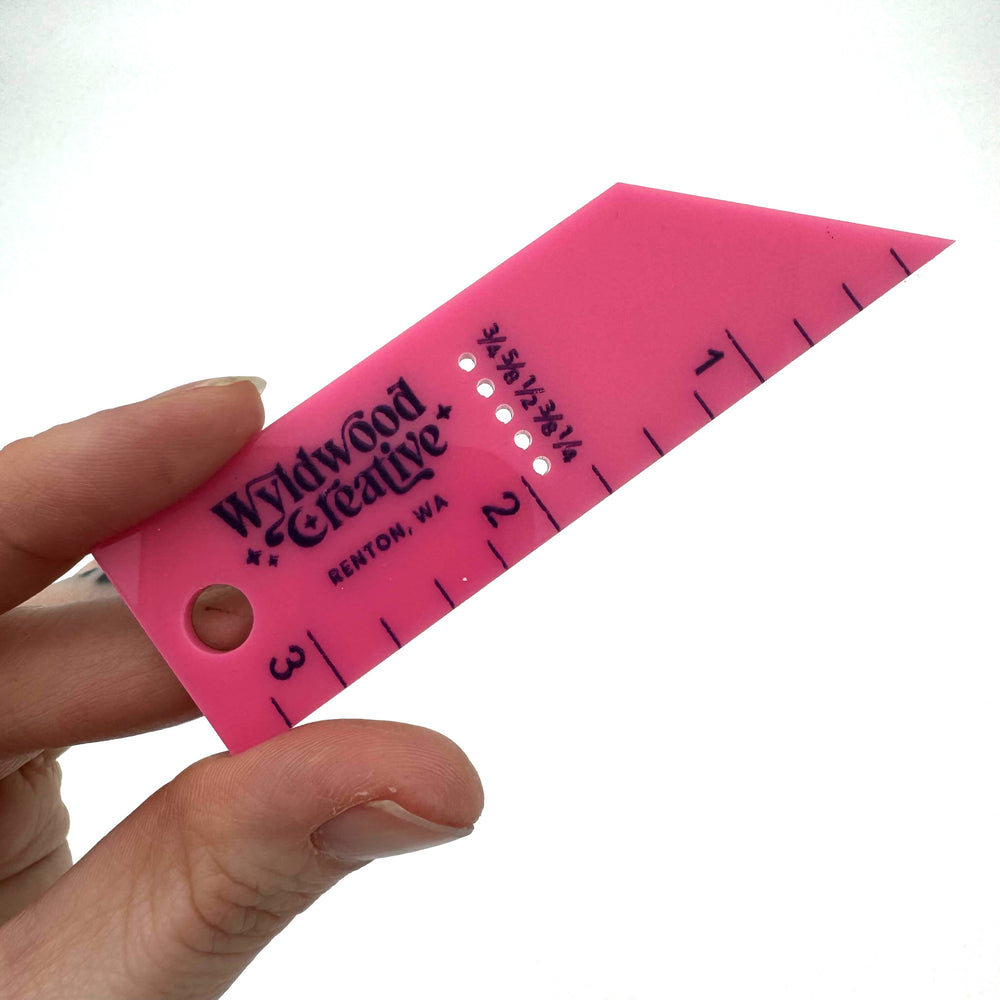 Wyldwood
Creative
RENTON, WA
3/4 5/8 1/2 3/8 1/4
1
2
3